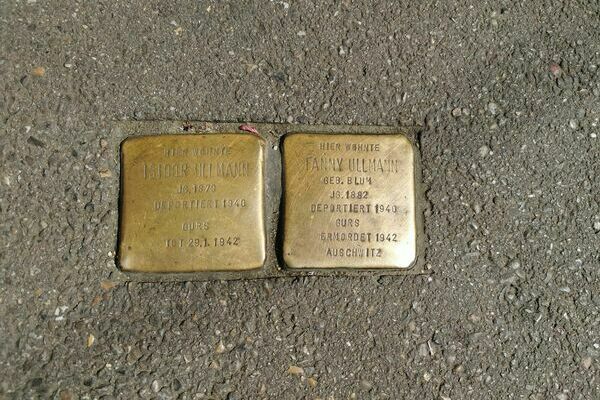 HIER WOHNTE
ISIDOR ULLMANN
JG. 1873
DEPORTIERT 1940
GURS
TOT 29.1.1942
HIER WOHNTE
FANNY ULLMANN
GEB. BLUM
JG. 1882
DEPORTIERT 1940
GURS
ERMORDET 1942
AUSCHWITZ